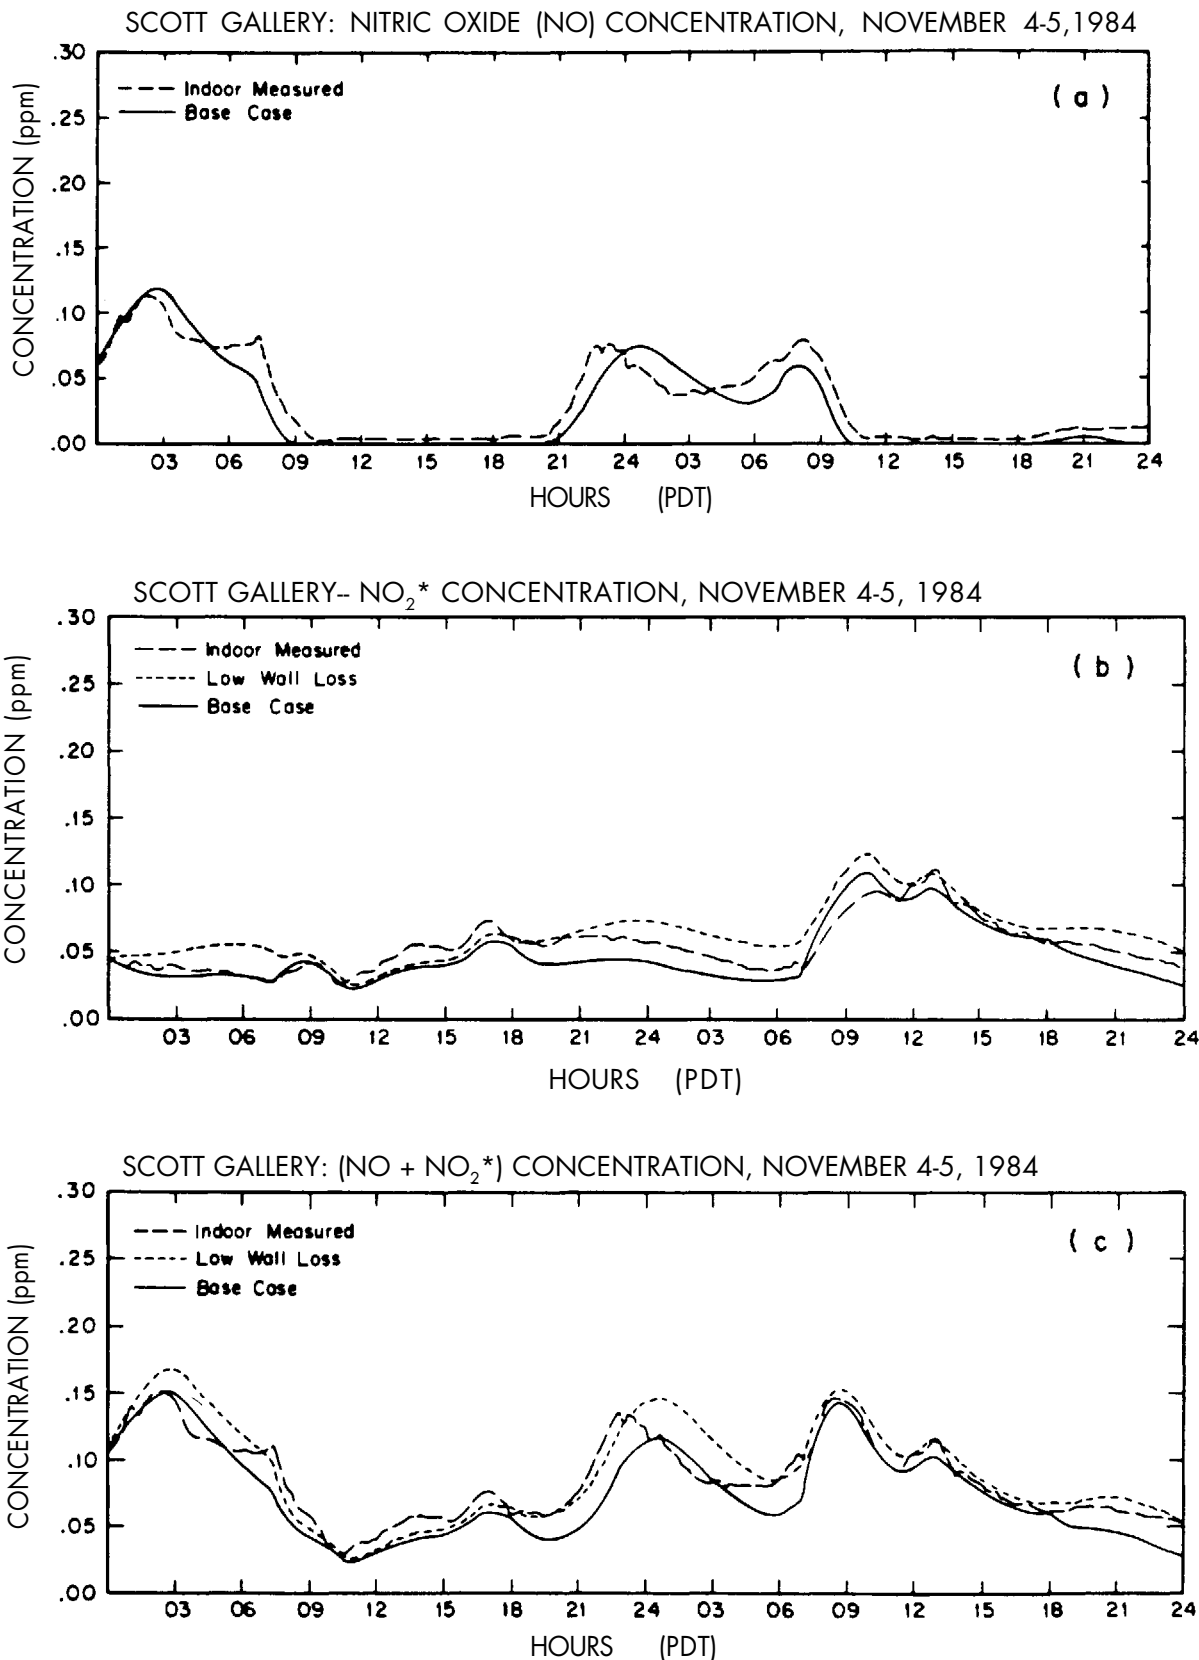 SCOTT GALLERY: NITRIC OXIDE (NO) CONCENTRATION, NOVEMBER 4-5,1984
.30
.25
.20
.15
.10
.05
.00
CONCENTRATION (ppm)
Indoor Measured
Base Case
(a)
03 06 09 12 15 18 21 24 03 06 09 12 15 18 21 24
HOURS (PDT)
SCOTT GALLERY-- NO₂* CONCENTRATION, NOVEMBER 4-5, 1984
.30
.25
.20
.15
.10
.05
.00
CONCENTRATION (ppm)
Indoor Measured
Low Wall Loss
Base Case
(b)
03 06 09 12 15 18 21 24 03 06 09 12 15 18 21 24
HOURS (PDT)
SCOTT GALLERY: (NO + NO₂*) CONCENTRATION, NOVEMBER 4-5, 1984
.30
.25
.20
.15
.10
.05
.00
CONCENTRATION (ppm)
Indoor Measured
Low Wall Loss
Base Case
(c)
03 06 09 12 15 18 21 24 03 06 09 12 15 18 21 24
HOURS (PDT)